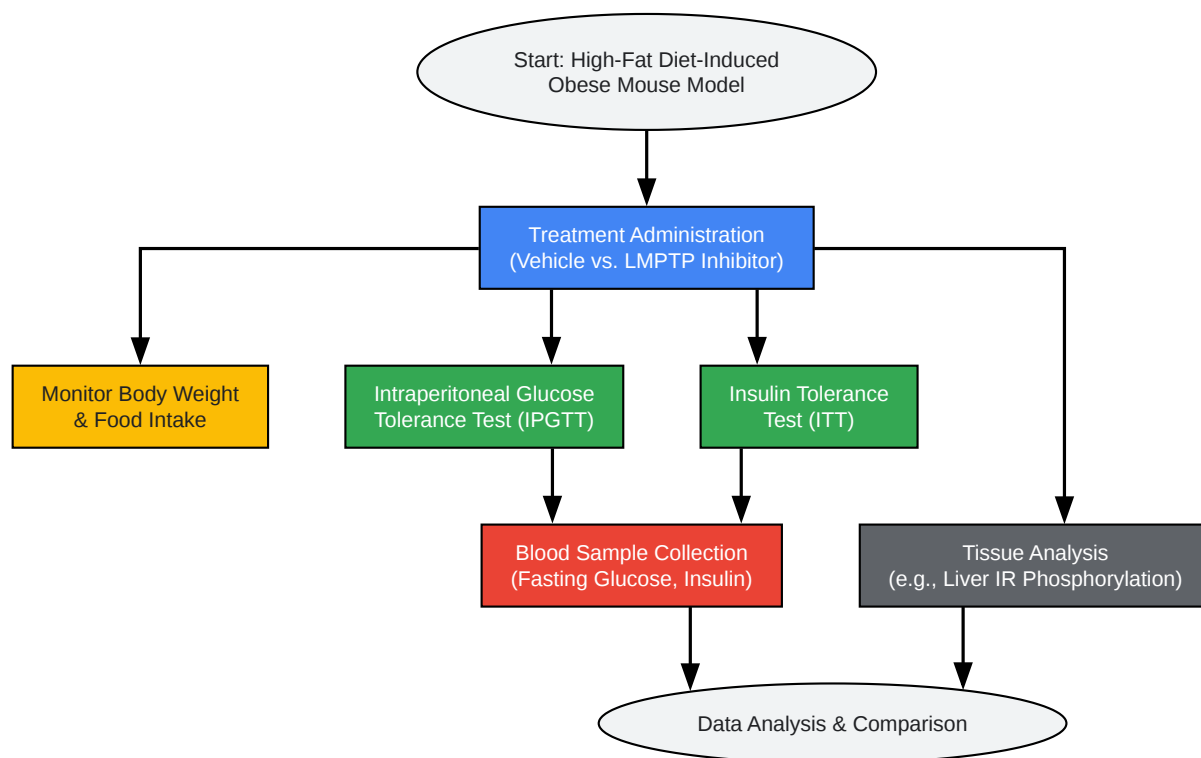 Start: High-Fat Diet-Induced
Obese Mouse Model
Treatment Administration
(Vehicle vs. LMPTP Inhibitor)
Monitor Body Weight
& Food Intake
Intraperitoneal Glucose
Tolerance Test (IPGTT)
Insulin Tolerance
Test (ITT)
Blood Sample Collection
(Fasting Glucose, Insulin)
Tissue Analysis
(e.g., Liver IR Phosphorylation)
Data Analysis & Comparison